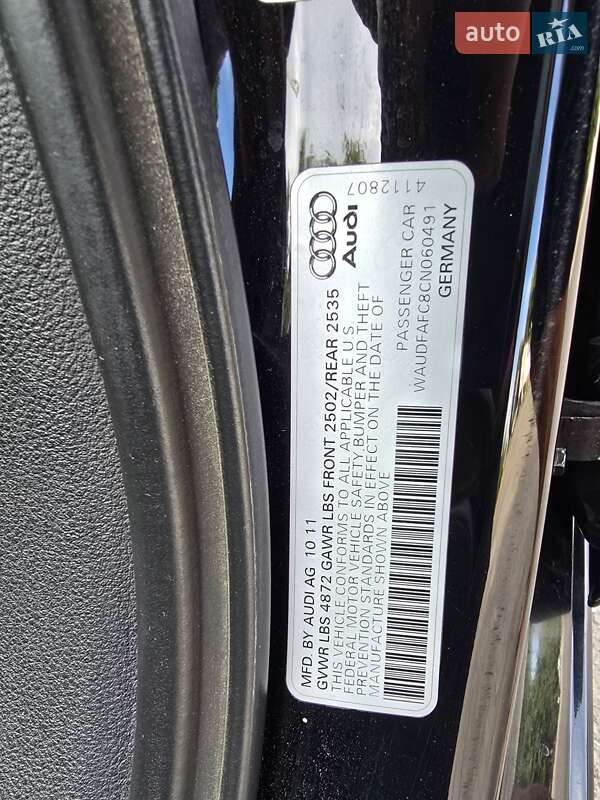 auto RIA .com
4112807
Audi
MFD. BY AUDI AG 10 11
GVWR LBS 4872 GAWR LBS FRONT 2502/REAR 2535
THIS VEHICLE CONFORMS TO ALL APPLICABLE U.S.
FEDERAL MOTOR VEHICLE SAFETY, BUMPER AND THEFT
PREVENTION STANDARDS IN EFFECT ON THE DATE OF
MANUFACTURE SHOWN ABOVE
PASSENGER CAR
WAUDFAFC8CN060491
GERMANY